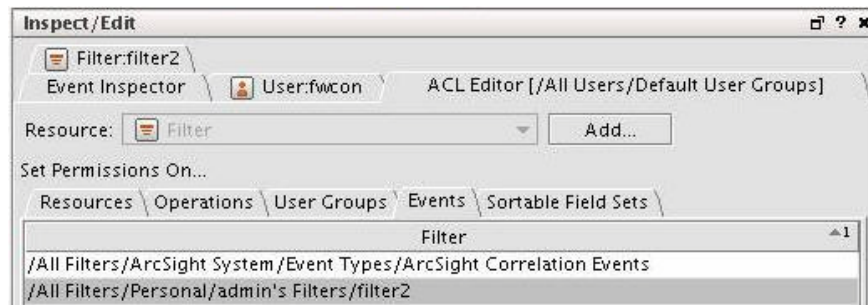 Inspect/Edit ?
Filter:filter2
Event Inspector User:fwcon ACL Editor [/All Users/Default User Groups]
Resource: Filter Add...
Set Permissions On...
Resources Operations User Groups Events Sortable Field Sets
Filter 1
/All Filters/ArcSight System/Event Types/ArcSight Correlation Events
/All Filters/Personal/admin's Filters/filter2